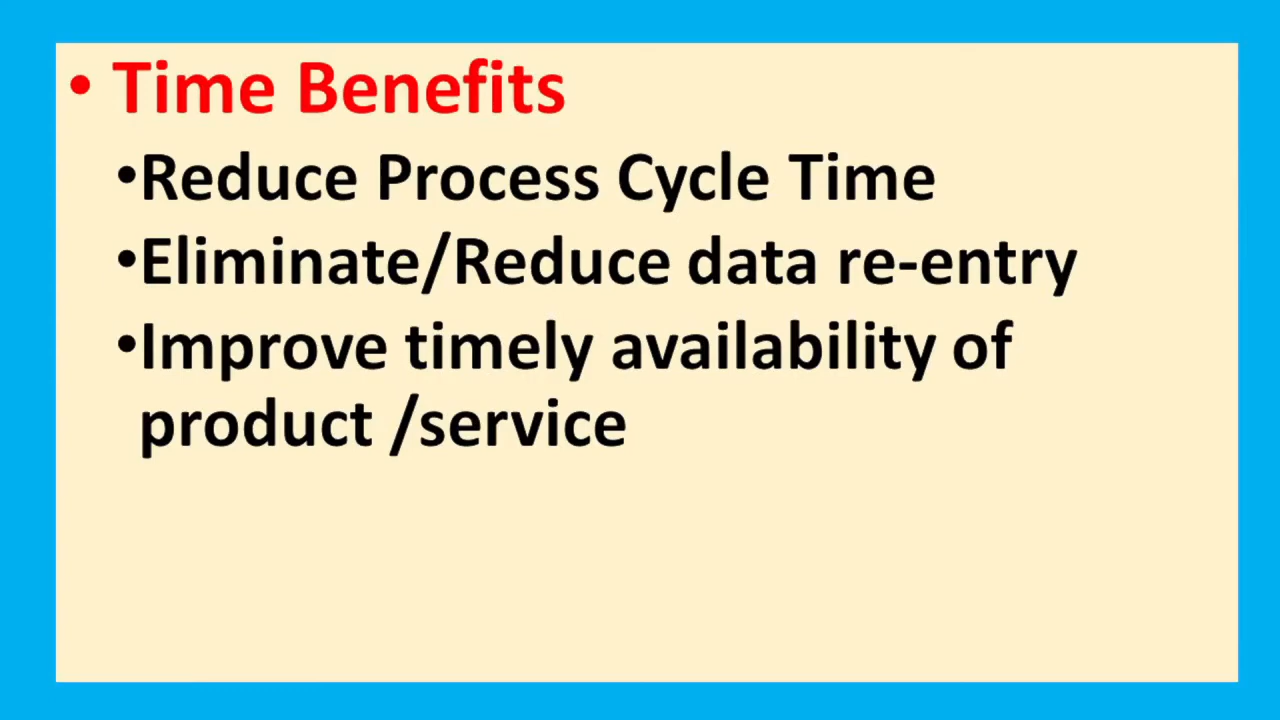 • Time Benefits
•Reduce Process Cycle Time
•Eliminate/Reduce data re-entry
•Improve timely availability of
product /service